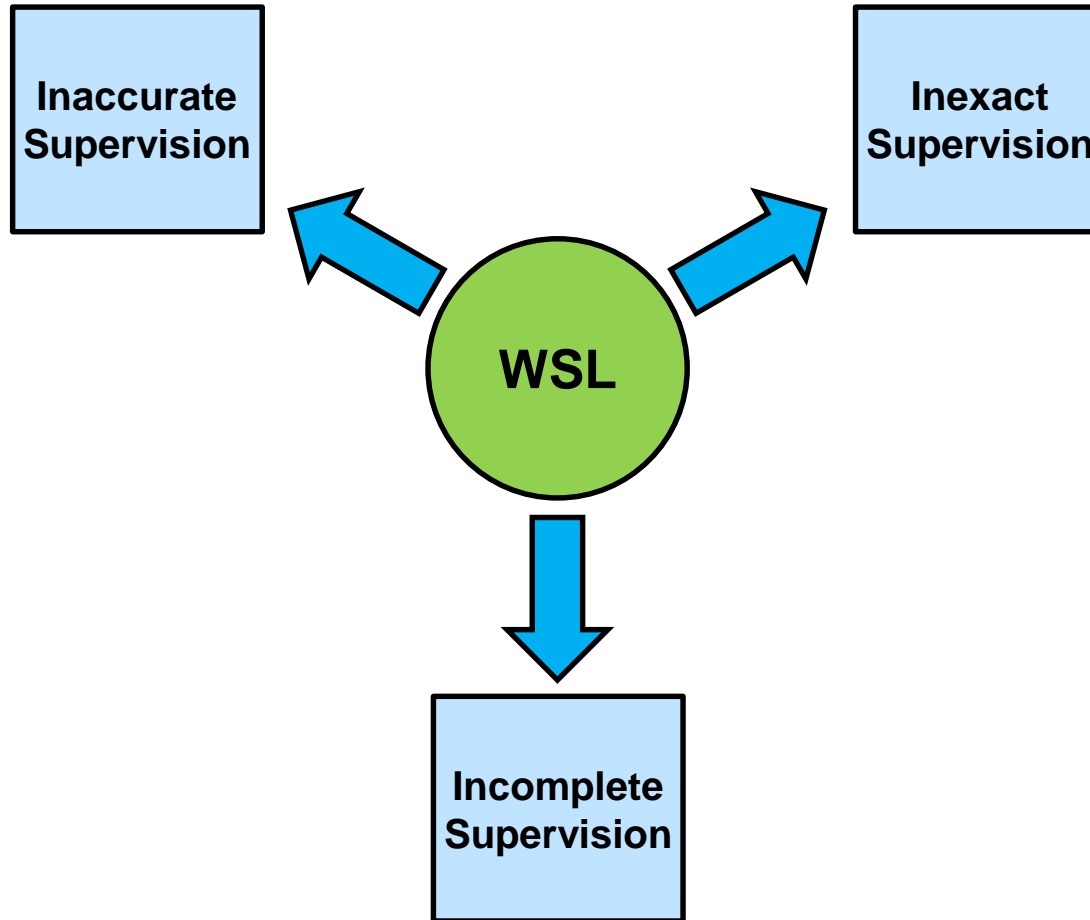 Inaccurate
Supervision
Inexact
Supervision
WSL
Incomplete
Supervision